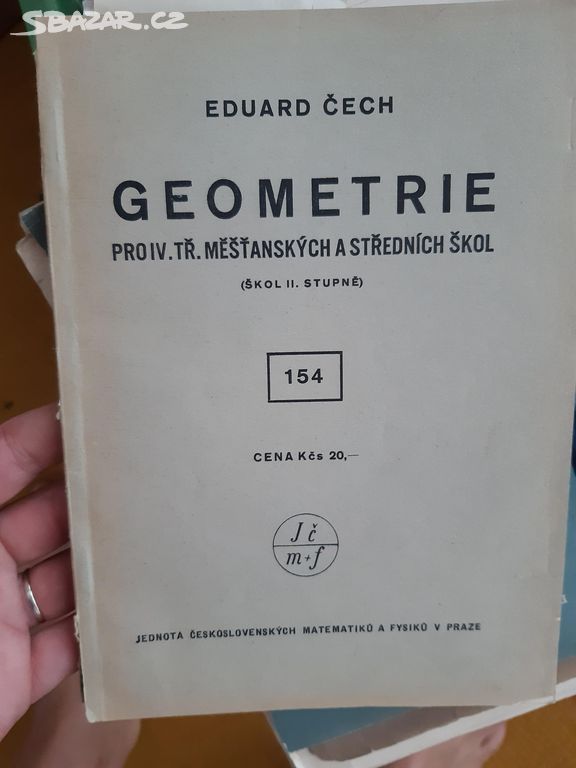 SBAZAR.CZ
EDUARD ČECH
GEOMETRIE
PRO IV. TŘ. MĚŠŤANSKÝCH A STŘEDNÍCH ŠKOL
(ŠKOL II. STUPNĚ)
154
CENA Kčs 20,—
J č
m+f
JEDNOTA ČESKOSLOVENSKÝCH MATEMATIKŮ A FYSIKŮ V PRAZE